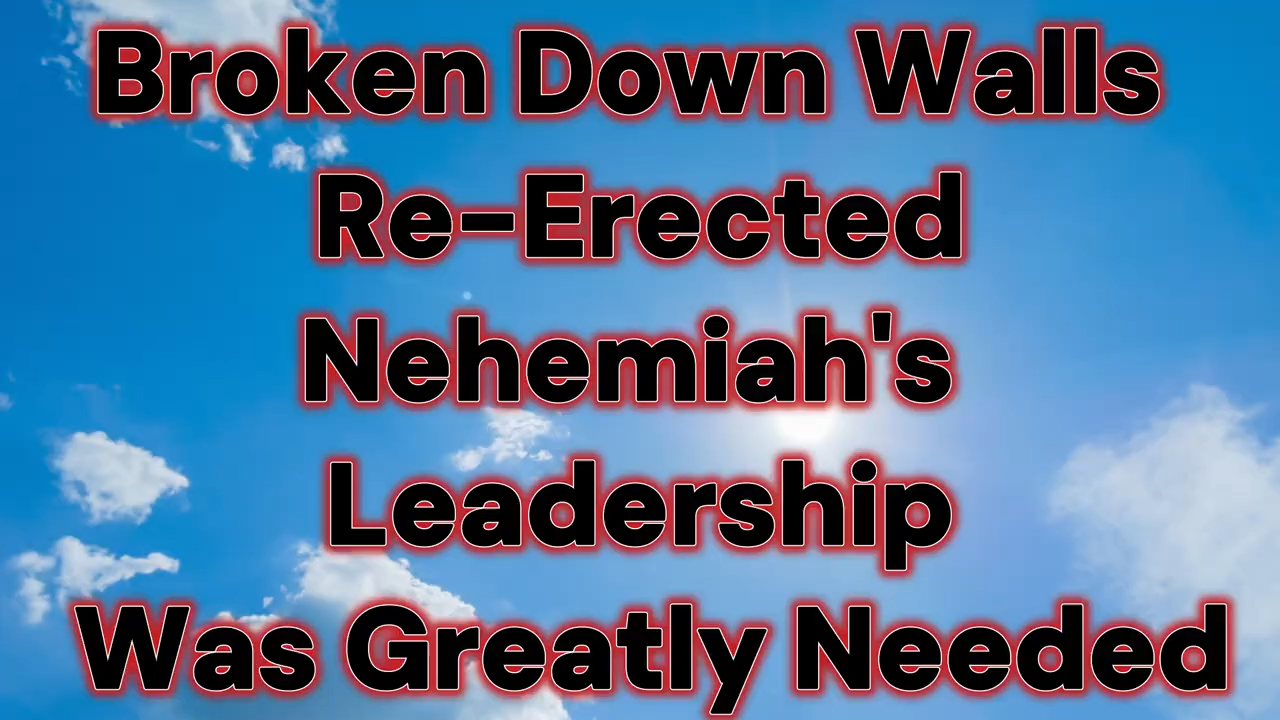 Broken Down Walls
Re-Erected
Nehemiah's
Leadership
Was Greatly Needed